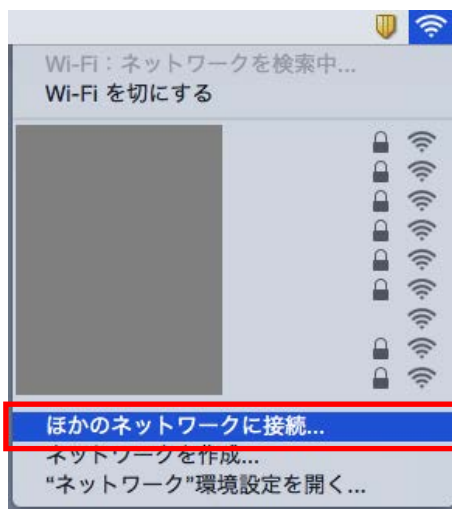 Wi-Fi：ネットワークを検索中...
Wi-Fi を切にする
ほかのネットワークに接続...
ネットワークを作成...
“ネットワーク”環境設定を開く...